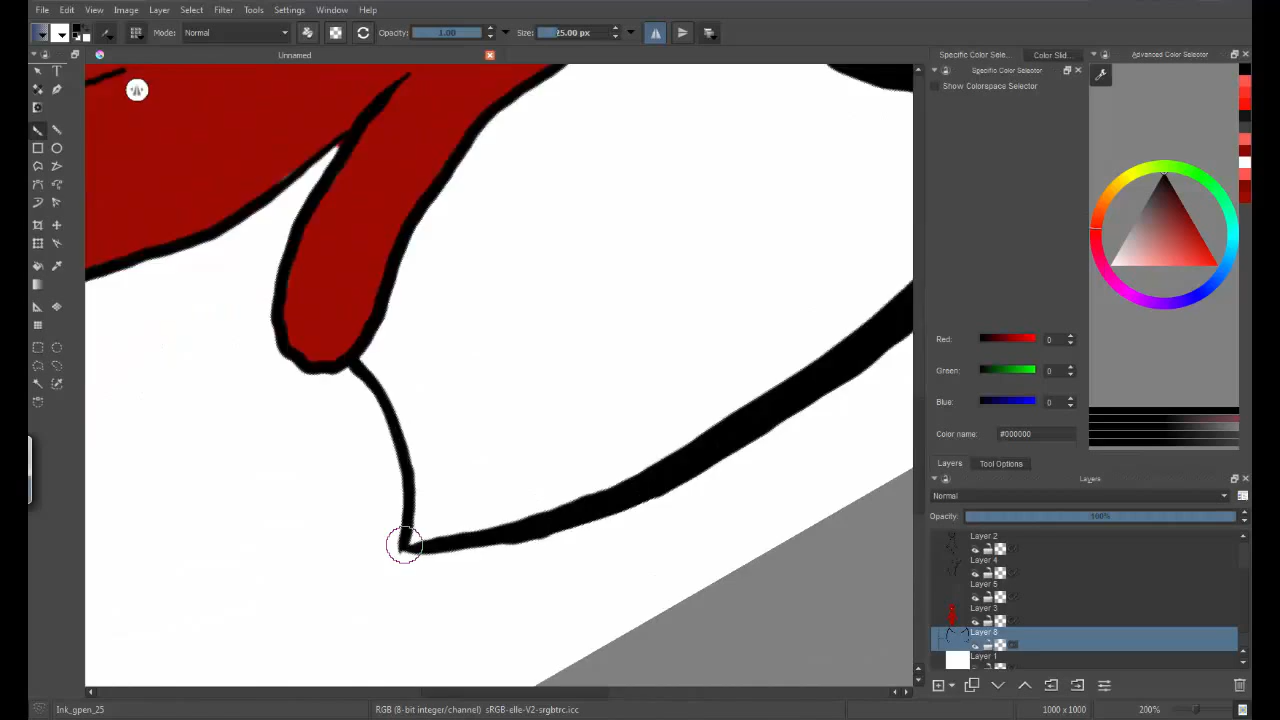 File Edit View Image Layer Select Filter Tools Settings Window Help
Mode: Normal Opacity: 1.00 Size: 25.00 px
Unnamed
Specific Color Sele... Color Slid... Advanced Color Selector
Specific Color Selector
Show Colorspace Selector
Red: 0
Green: 0
Blue: 0
Color name: #000000
Layers Tool Options
Layers
Normal
Opacity: 100%
Layer 2
Layer 4
Layer 5
Layer 3
Layer 8
Layer 1
Ink_gpen_25 RGB (8-bit integer/channel) sRGB-elle-V2-srgbtrc.icc 1000 x 1000 200%